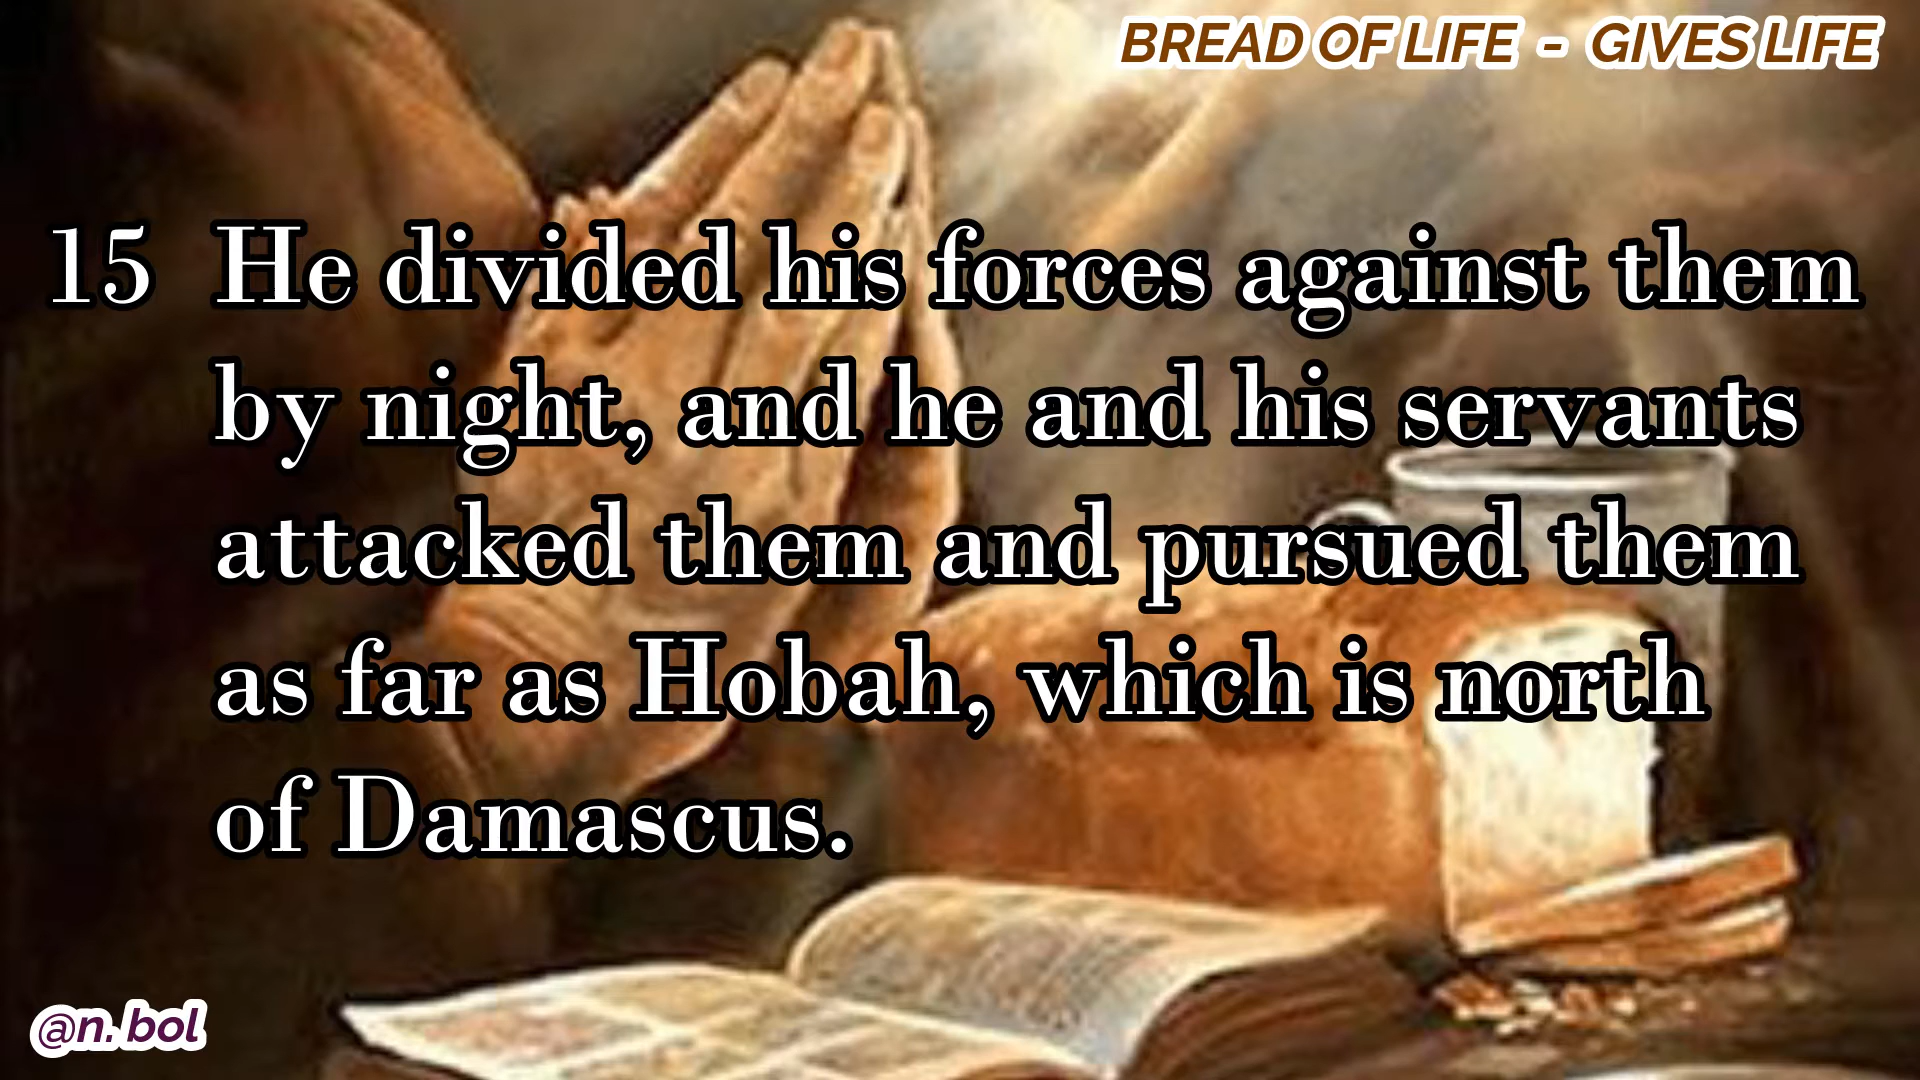 BREAD OF LIFE - GIVES LIFE
15 He divided his forces against them
by night, and he and his servants
attacked them and pursued them
as far as Hobah, which is north
of Damascus.
@n. bol